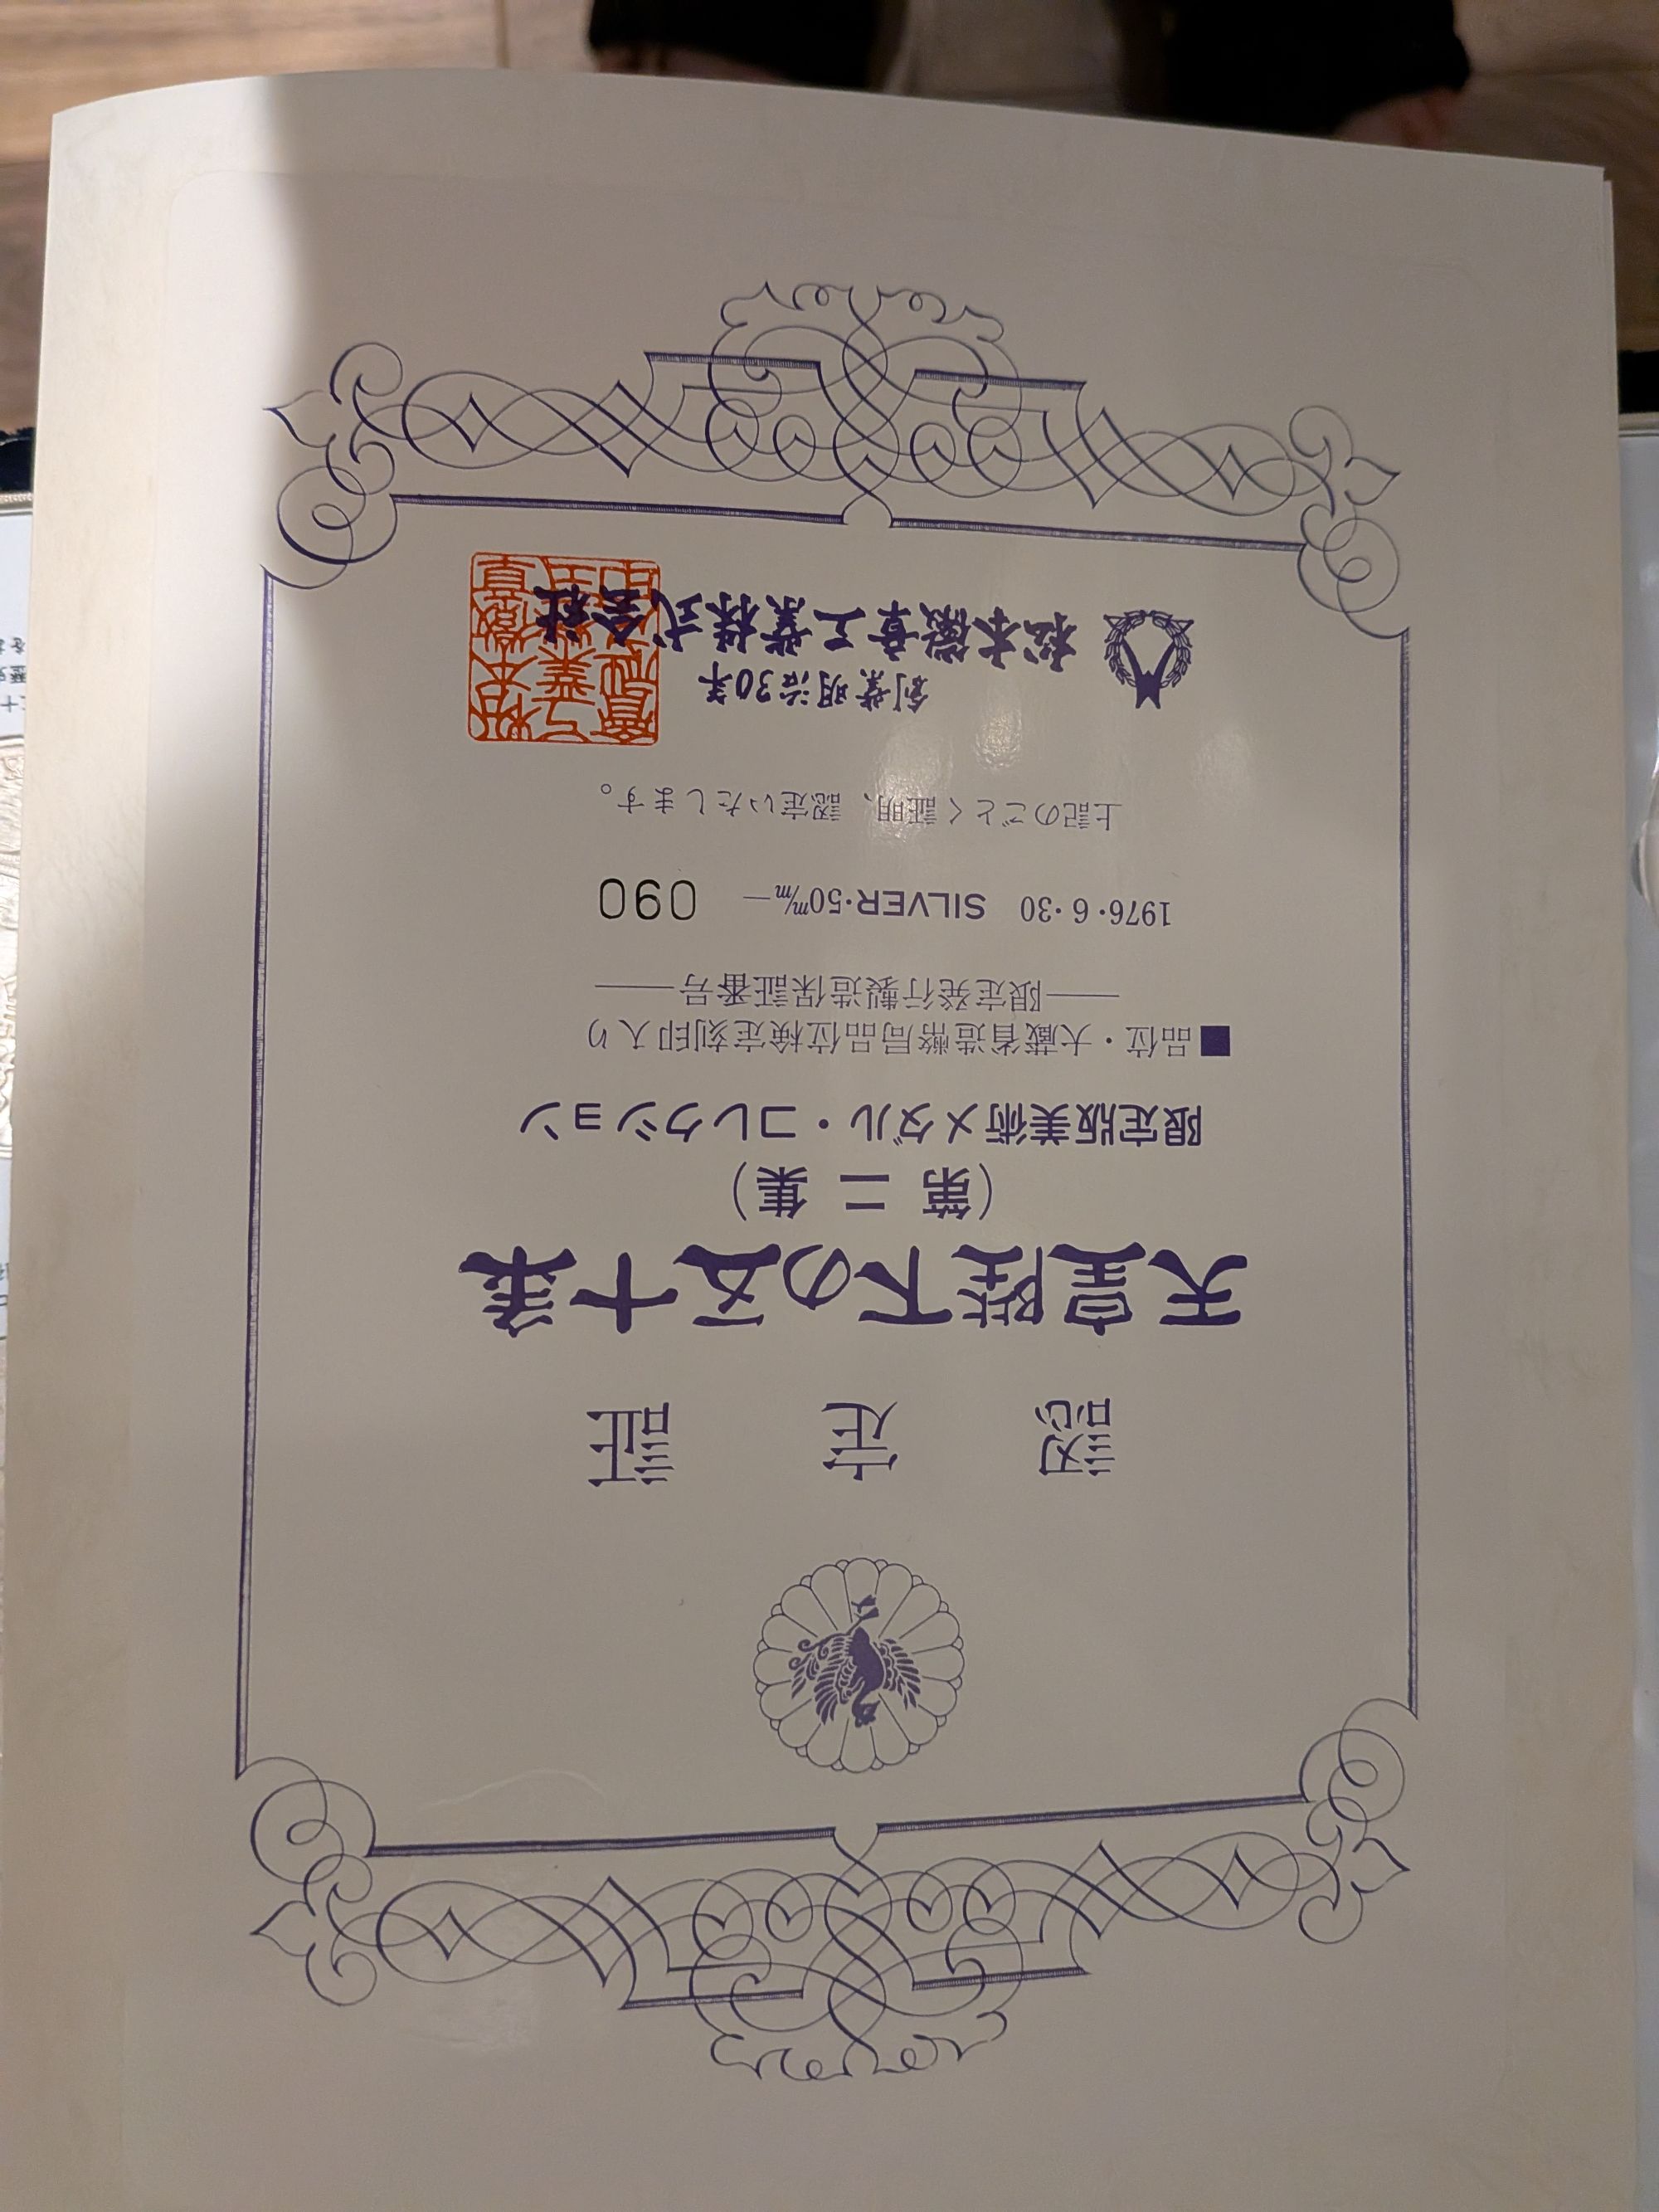 認定証
天皇陛下の五十年
（第二集）
限定版美術メダル・コレクション
■品位・大蔵省造幣局品位検定刻印入り
——限定発行製造保証番号——
1976・6・30 SILVER・50m/m— 090
上記のごとく証明、認定いたします。
創業明治30年
松本徽章工業株式会社